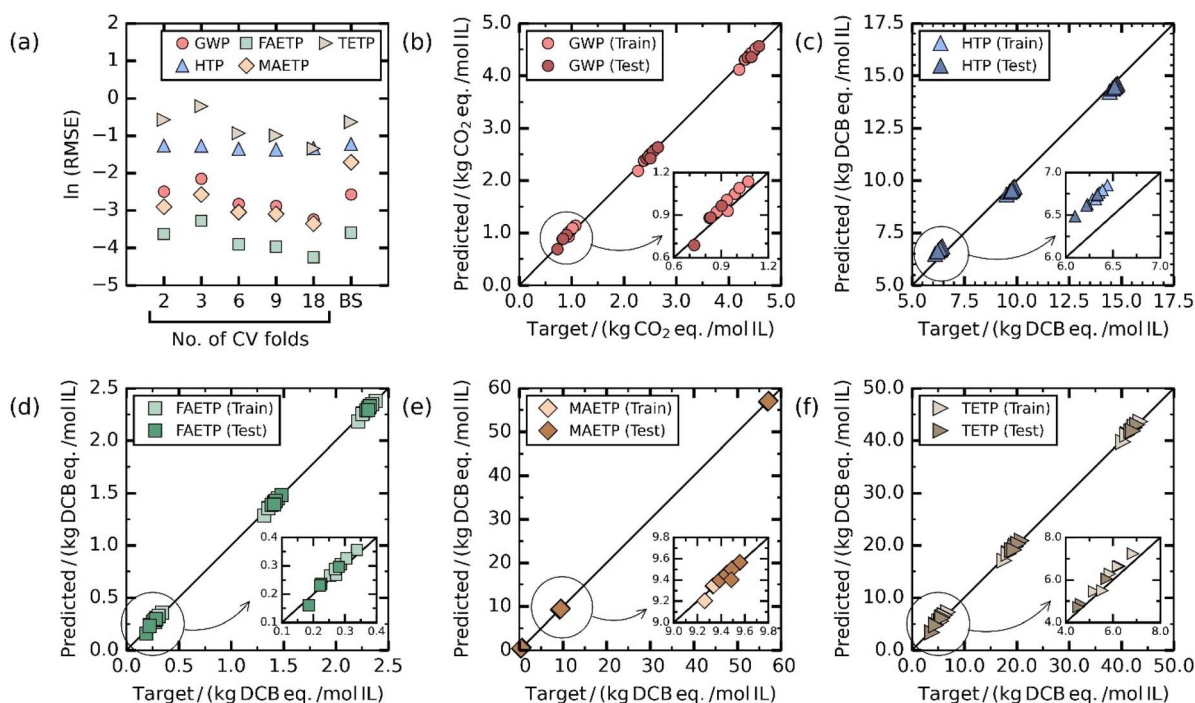 (a)
ln (RMSE)
2
1
0
−1
−2
−3
−4
−5
GWP FAETP TETP
HTP MAETP
2 3 6 9 18 BS
No. of CV folds
(b)
Predicted / (kg CO2 eq. /mol IL)
5.0
4.0
3.0
2.0
1.0
0.0
GWP (Train)
GWP (Test)
1.2
0.9
0.6
0.6 0.9 1.2
0.0 1.0 2.0 3.0 4.0 5.0
Target / (kg CO2 eq. /mol IL)
(c)
Predicted / (kg DCB eq. /mol IL)
17.5
15.0
12.5
10.0
7.5
5.0
HTP (Train)
HTP (Test)
7.0
6.5
6.0
6.0 6.5 7.0
5.0 7.5 10.0 12.5 15.0 17.5
Target / (kg DCB eq. /mol IL)
(d)
Predicted / (kg DCB eq. /mol IL)
2.5
2.0
1.5
1.0
0.5
0.0
FAETP (Train)
FAETP (Test)
0.4
0.3
0.2
0.1
0.1 0.2 0.3 0.4
0.0 0.5 1.0 1.5 2.0 2.5
Target / (kg DCB eq. /mol IL)
(e)
Predicted / (kg DCB eq. /mol IL)
60
50
40
30
20
10
0
MAETP (Train)
MAETP (Test)
9.8
9.6
9.4
9.2
9.0
9.0 9.2 9.4 9.6 9.8
0 10 20 30 40 50 60
Target / (kg DCB eq. /mol IL)
(f)
Predicted / (kg DCB eq. /mol IL)
50.0
40.0
30.0
20.0
10.0
0.0
TETP (Train)
TETP (Test)
8.0
6.0
4.0
4.0 6.0 8.0
0.0 10.0 20.0 30.0 40.0 50.0
Target / (kg DCB eq. /mol IL)